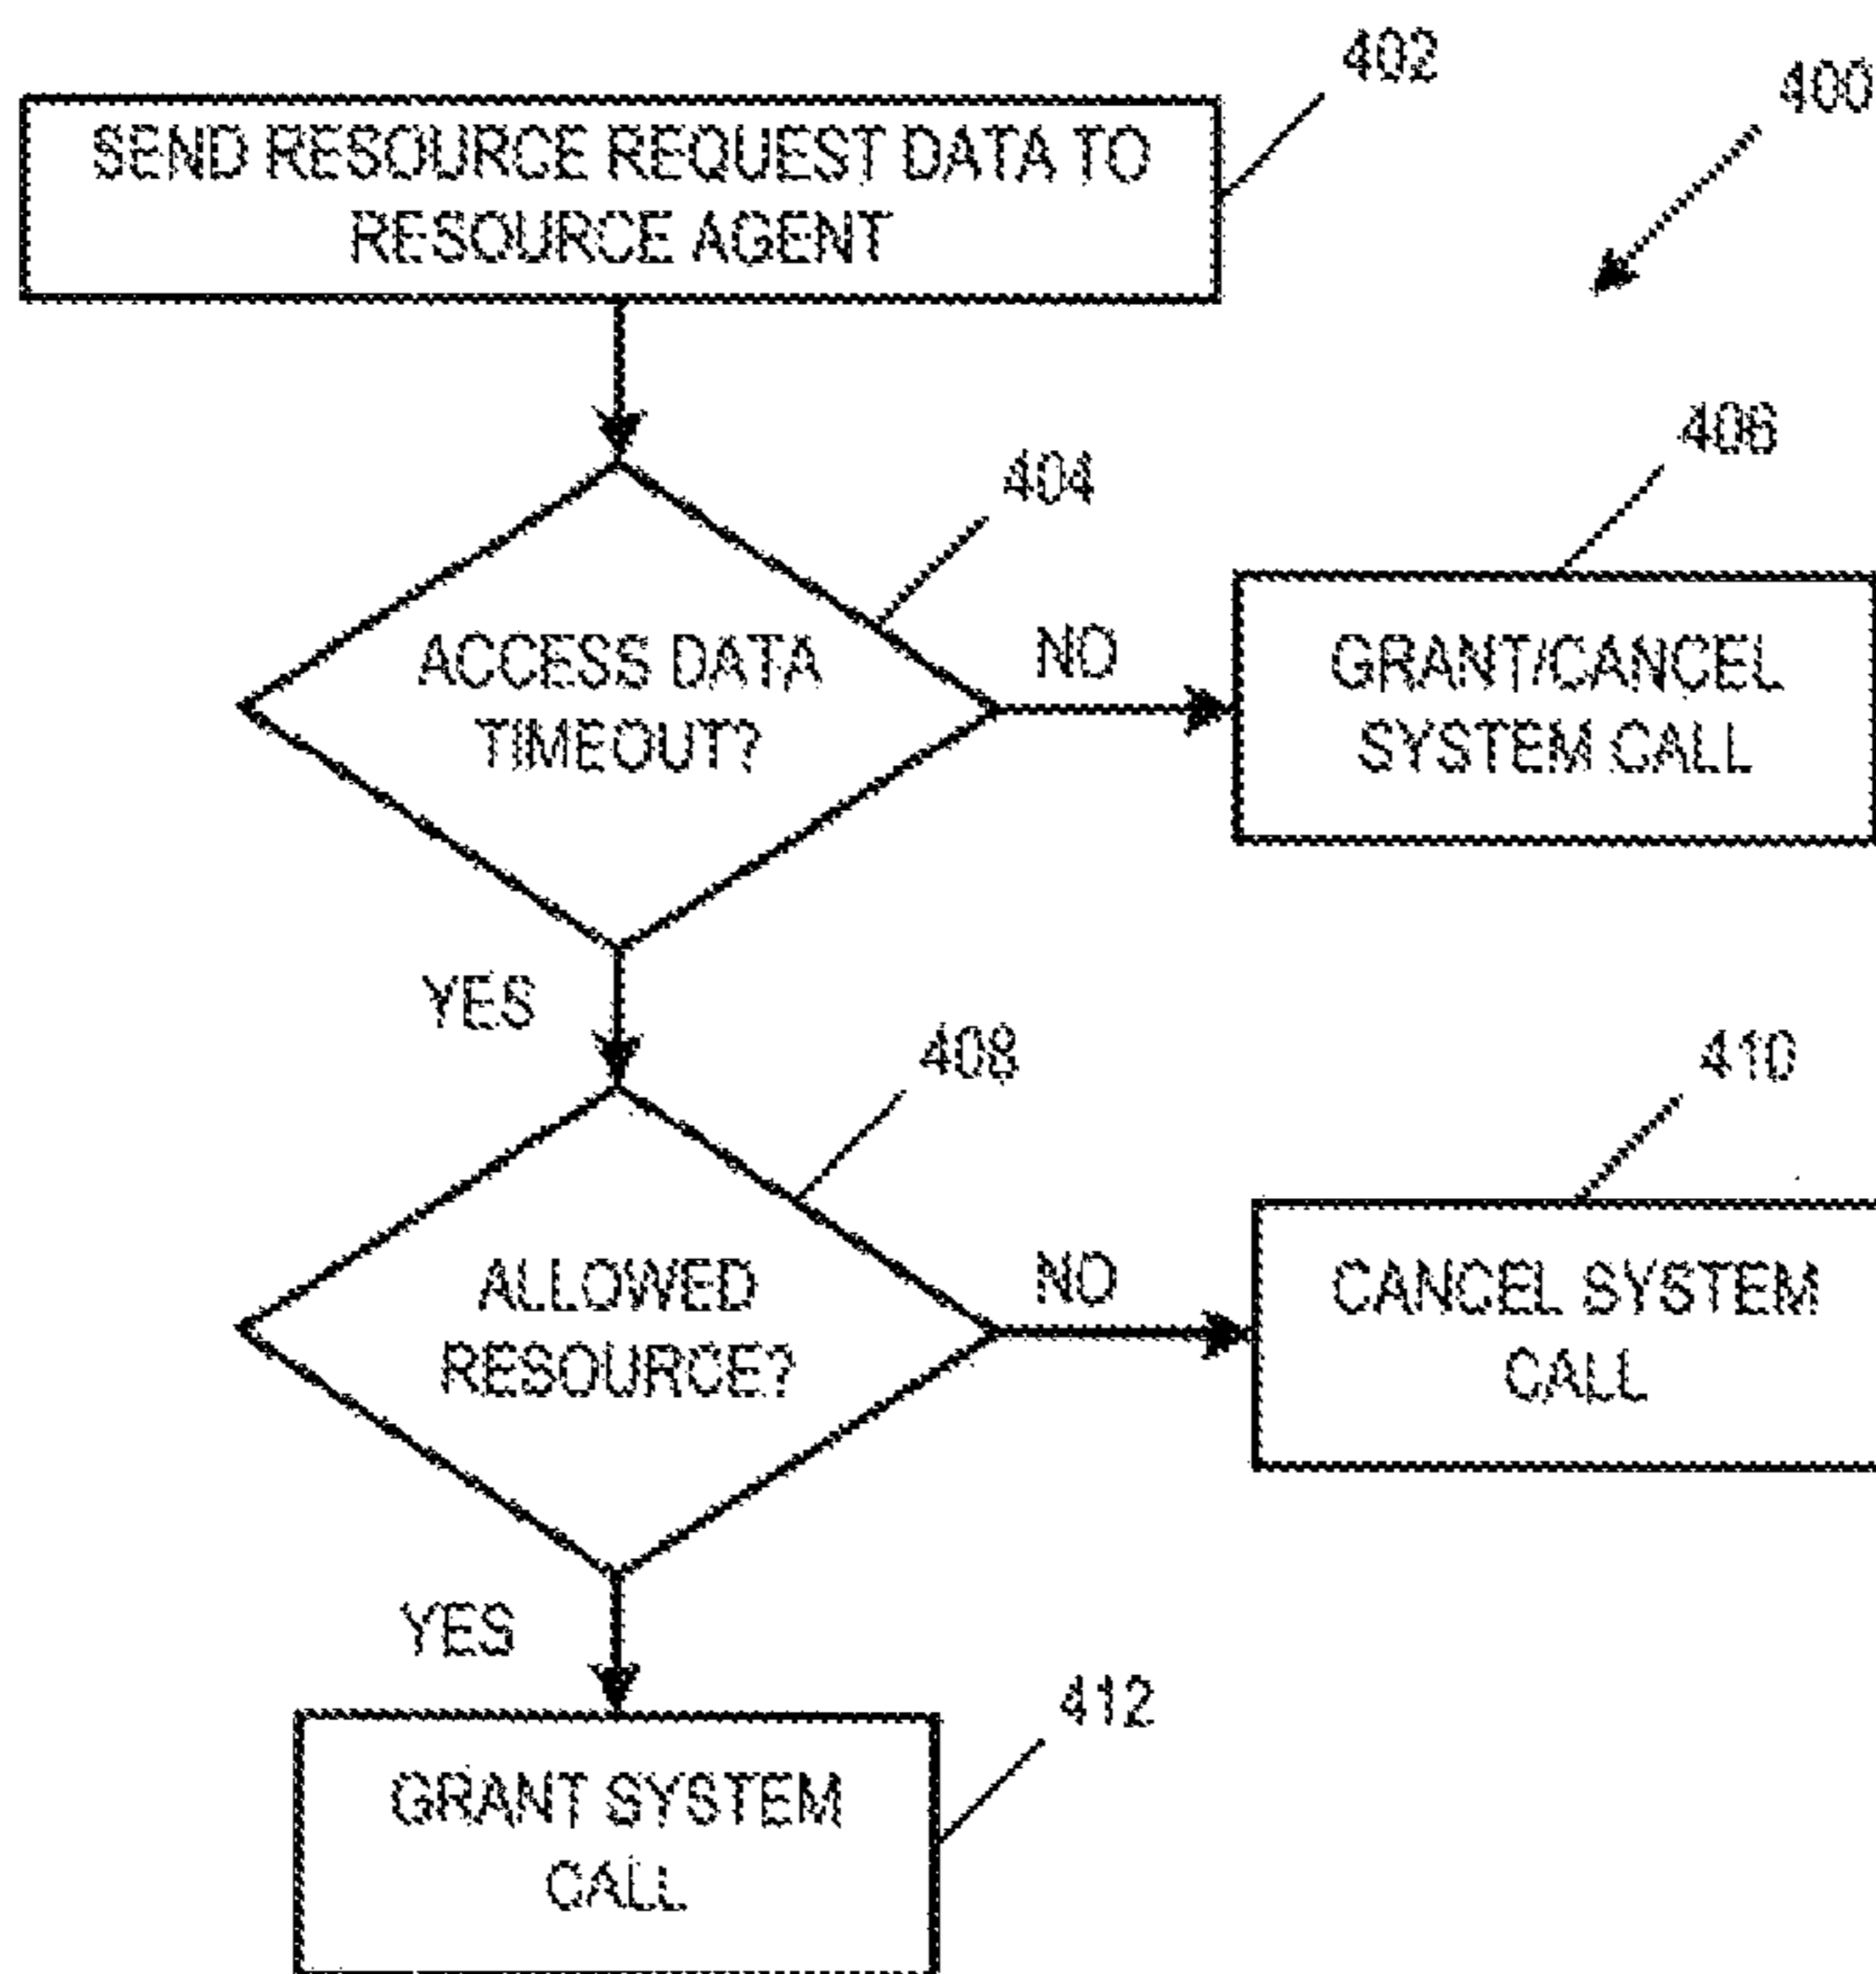 402
400
SEND RESOURCE REQUEST DATA TO
RESOURCE AGENT
406
404
ACCESS DATA
TIMEOUT?
NO
GRANT/CANCEL
SYSTEM CALL
YES
408
410
ALLOWED
RESOURCE?
NO
CANCEL SYSTEM
CALL
YES
412
GRANT SYSTEM
CALL